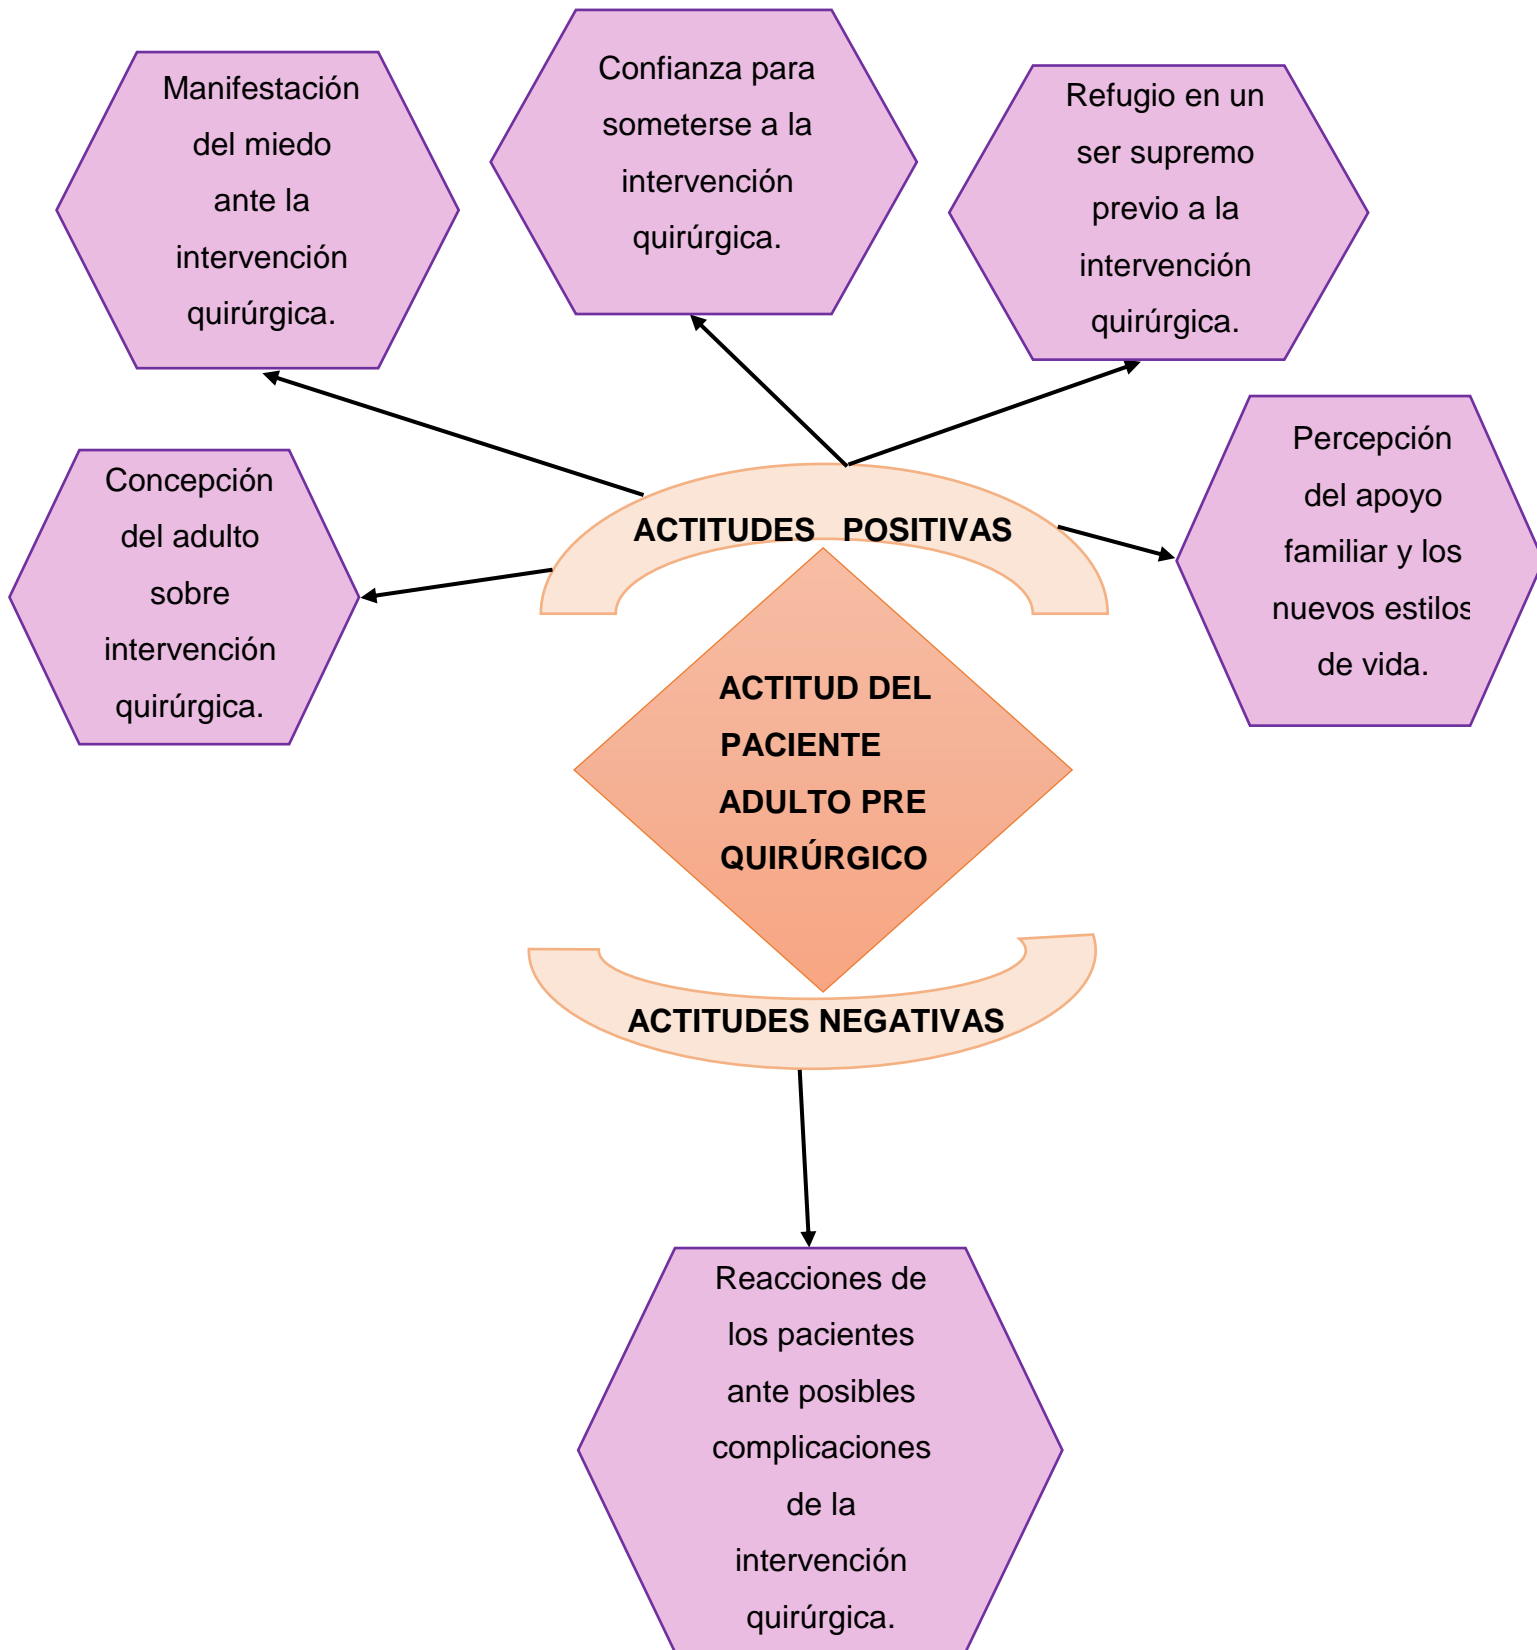 Manifestación
del miedo
ante la
intervención
quirúrgica.
Confianza para
someterse a la
intervención
quirúrgica.
Refugio en un
ser supremo
previo a la
intervención
quirúrgica.
Concepción
del adulto
sobre
intervención
quirúrgica.
Percepción
del apoyo
familiar y los
nuevos estilos
de vida.
ACTITUDES POSITIVAS
ACTITUD DEL
PACIENTE
ADULTO PRE
QUIRÚRGICO
ACTITUDES NEGATIVAS
Reacciones de
los pacientes
ante posibles
complicaciones
de la
intervención
quirúrgica.